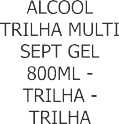 ALCOOL
TRILHA MULTI
SEPT GEL
800ML -
TRILHA -
TRILHA